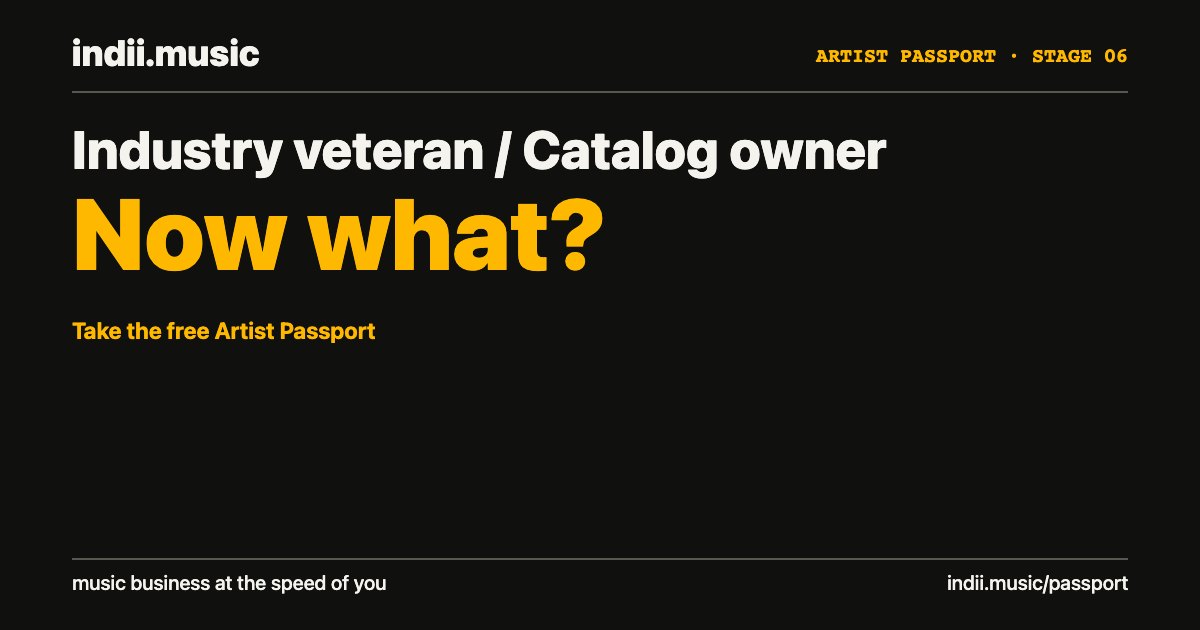 indii.music
ARTIST PASSPORT · STAGE 06
Industry veteran / Catalog owner
Now what?
Take the free Artist Passport
music business at the speed of you
indii.music/passport